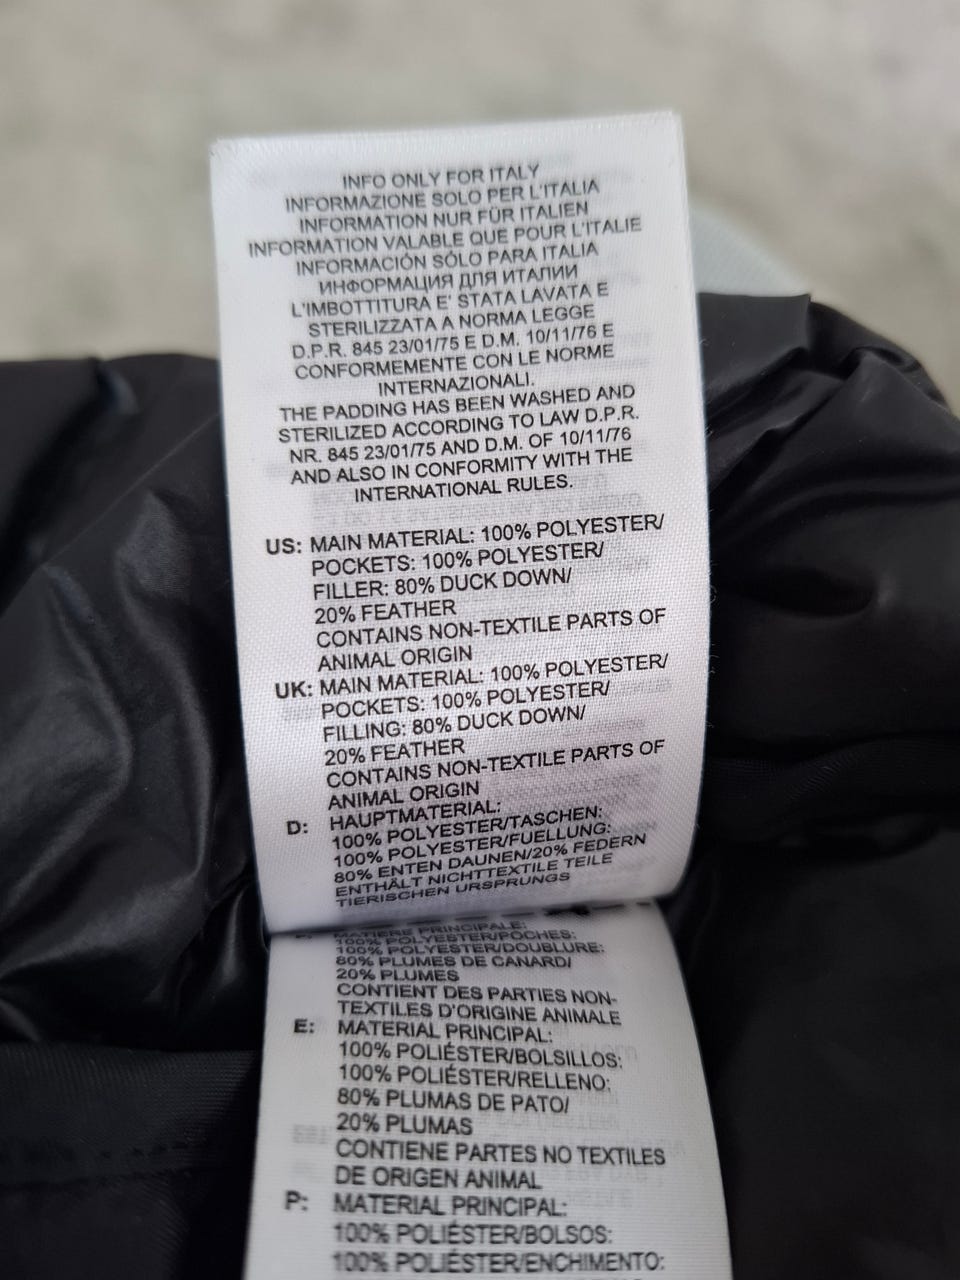 INFO ONLY FOR ITALY
INFORMAZIONE SOLO PER L'ITALIA
INFORMATION NUR FÜR ITALIEN
INFORMATION VALABLE QUE POUR L'ITALIE
INFORMACIÓN SÓLO PARA ITALIA
ИНФОРМАЦИЯ ДЛЯ ИТАЛИИ
L'IMBOTTITURA E' STATA LAVATA E
STERILIZZATA A NORMA LEGGE
D.P.R. 845 23/01/75 E D.M. 10/11/76 E
CONFORMEMENTE CON LE NORME
INTERNAZIONALI.
THE PADDING HAS BEEN WASHED AND
STERILIZED ACCORDING TO LAW D.P.R.
NR. 845 23/01/75 AND D.M. OF 10/11/76
AND ALSO IN CONFORMITY WITH THE
INTERNATIONAL RULES.
US: MAIN MATERIAL: 100% POLYESTER/
POCKETS: 100% POLYESTER/
FILLER: 80% DUCK DOWN/
20% FEATHER
CONTAINS NON-TEXTILE PARTS OF
ANIMAL ORIGIN
UK: MAIN MATERIAL: 100% POLYESTER/
POCKETS: 100% POLYESTER/
FILLING: 80% DUCK DOWN/
20% FEATHER
CONTAINS NON-TEXTILE PARTS OF
ANIMAL ORIGIN
D: HAUPTMATERIAL:
100% POLYESTER/TASCHEN:
100% POLYESTER/FUELLUNG:
80% ENTEN DAUNEN/20% FEDERN
ENTHÄLT NICHTTEXTILE TEILE
TIERISCHEN URSPRUNGS
MATIÈRE PRINCIPALE:
100% POLYESTER/POCHES:
100% POLYESTER/DOUBLURE:
80% PLUMES DE CANARD/
20% PLUMES
CONTIENT DES PARTIES NON-
TEXTILES D'ORIGINE ANIMALE
E: MATERIAL PRINCIPAL:
100% POLIÉSTER/BOLSILLOS:
100% POLIÉSTER/RELLENO:
80% PLUMAS DE PATO/
20% PLUMAS
CONTIENE PARTES NO TEXTILES
DE ORIGEN ANIMAL
P: MATERIAL PRINCIPAL:
100% POLIÉSTER/BOLSOS:
100% POLIÉSTER/ENCHIMENTO: